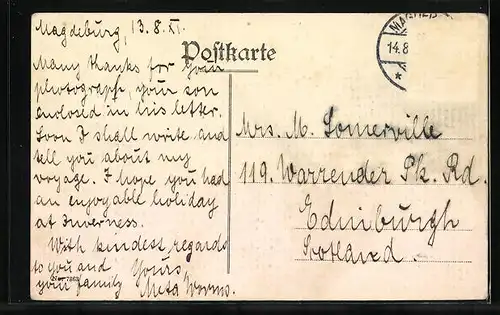 Magdeburg, 13.8.XI.
Postkarte
14.8
Many thanks for your
photograph, your son
enclosed in his letter.
Soon I shall write and
tell you about my
voyage. I hope you had
an enjoyable holiday
at Inverness.
With kindest regards
to you and Yours
your family Meta Worms.
Mrs. M. Somerville
119. Warrender Pk. Rd.
Edinburgh
Scotland.